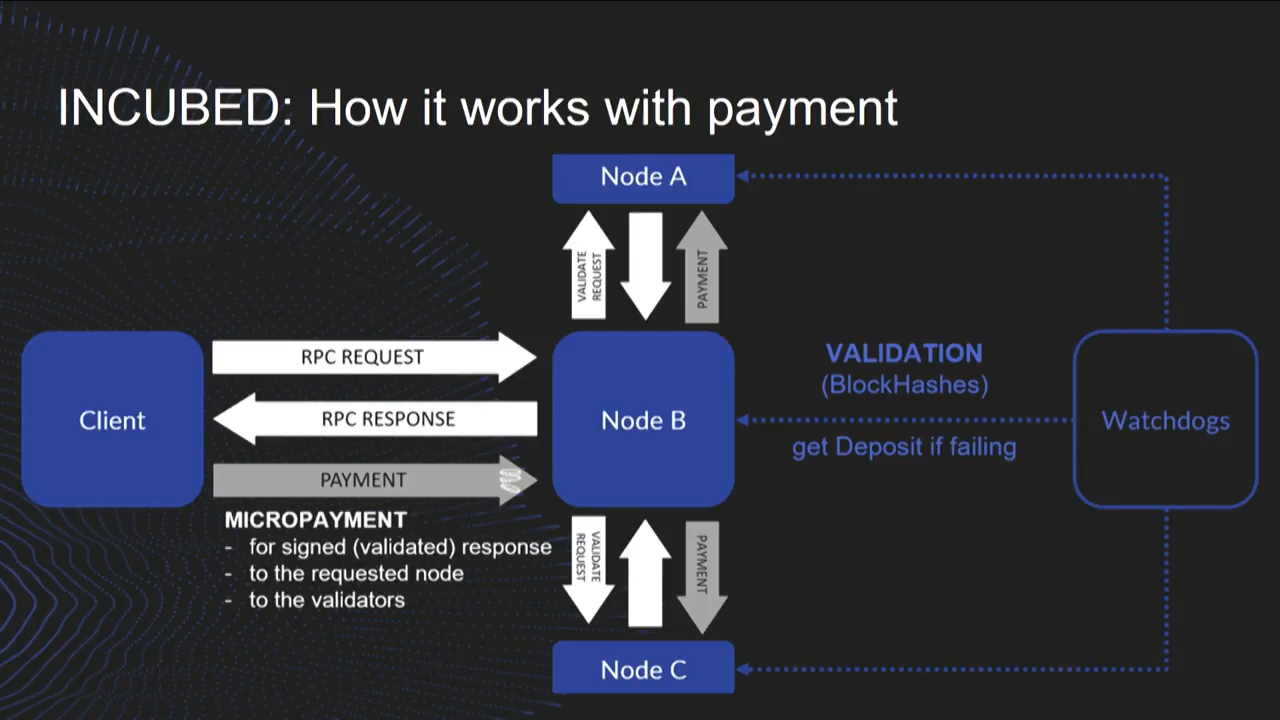 INCUBED: How it works with payment
Node A
VALIDATE
REQUEST
PAYMENT
RPC REQUEST
VALIDATION
(BlockHashes)
Client
RPC RESPONSE
Node B
Watchdogs
get Deposit if failing
PAYMENT
MICROPAYMENT
- for signed (validated) response
- to the requested node
- to the validators
VALIDATE
REQUEST
PAYMENT
Node C